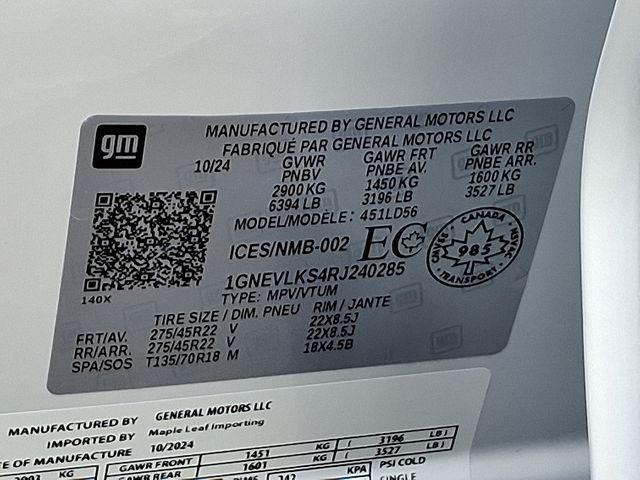 gm
MANUFACTURED BY GENERAL MOTORS LLC
FABRIQUÉ PAR GENERAL MOTORS LLC
10/24 GVWR GAWR FRT GAWR RR
PNBV PNBE AV. PNBE ARR.
2900 KG 1450 KG 1600 KG
6394 LB 3196 LB 3527 LB
MODEL/MODÈLE: 451LD56
ICES/NMB-002 EC
CANADA
985
TRANSPORT
1GNEVLKS4RJ240285
140X TYPE: MPV/VTUM
TIRE SIZE / DIM. PNEU RIM / JANTE
FRT/AV. 275/45R22 V 22X8.5J
RR/ARR. 275/45R22 V 22X8.5J
SPA/SOS T135/70R18 M 18X4.5B
MANUFACTURED BY GENERAL MOTORS LLC
IMPORTED BY Maple Leaf Importing
TE OF MANUFACTURE 10/2024
KG GAWR FRONT 1451 KG ( 3196 LB)
GAWR REAR 1601 KG ( 3527 LB)
KPA PSI COLD
SINGLE